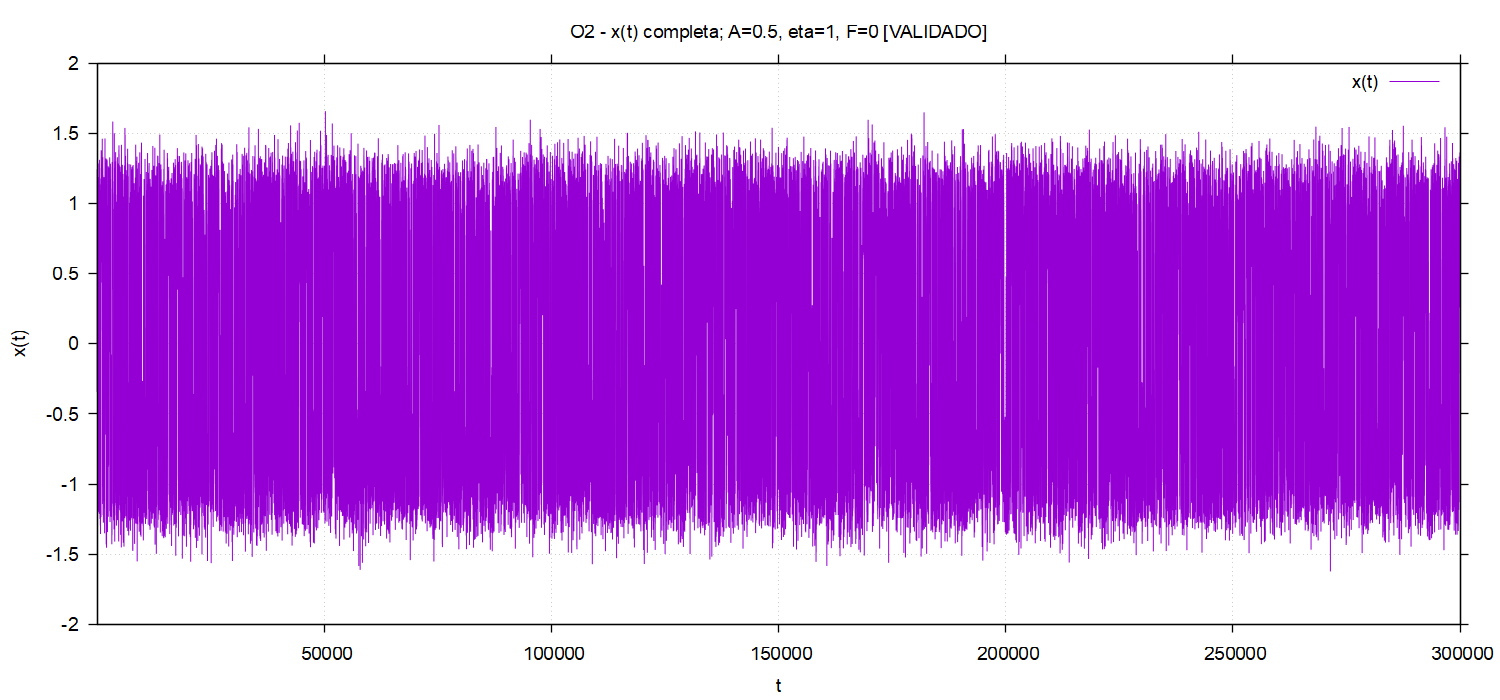 O2 - x(t) completa; A=0.5, eta=1, F=0 [VALIDADO]
x(t)
2
1.5
1
0.5
0
-0.5
-1
-1.5
-2
x(t)
50000 100000 150000 200000 250000 300000
t